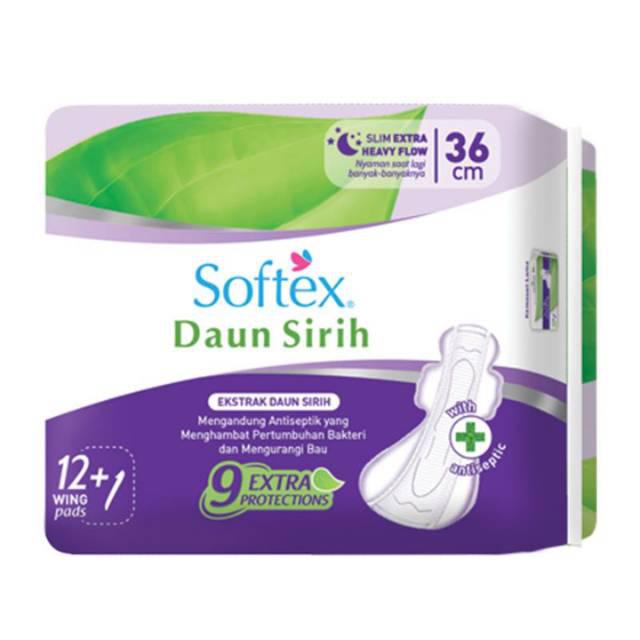 SLIM EXTRA
HEAVY FLOW
Nyaman saat lagi
banyak-banyaknya
36
cm
Softex®
Daun Sirih
EKSTRAK DAUN SIRIH
Mengandung Antiseptik yang
Menghambat Pertumbuhan Bakteri
dan Mengurangi Bau
9 EXTRA
PROTECTIONS
12+1
WING
pads
with
antiseptic